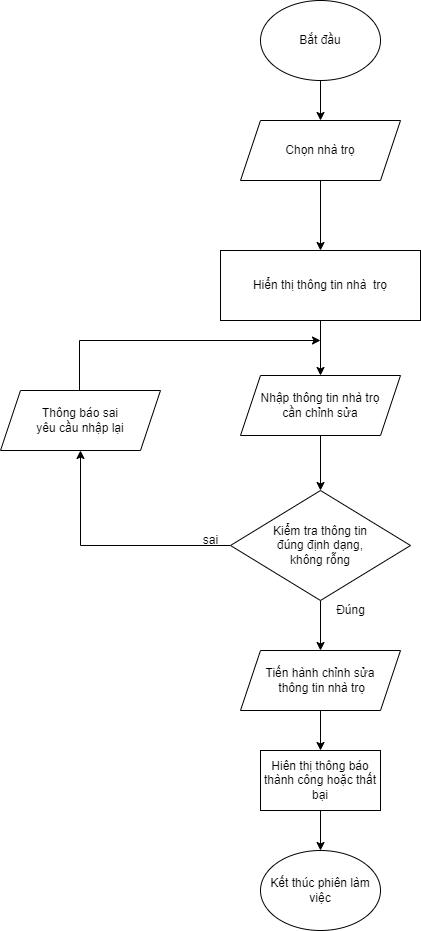 Bắt đầu
Chọn nhà trọ
Hiển thị thông tin nhà trọ
Nhập thông tin nhà trọ
cần chỉnh sửa
Thông báo sai
yêu cầu nhập lại
Kiểm tra thông tin
đúng định dạng,
không rỗng
sai
Đúng
Tiến hành chỉnh sửa
thông tin nhà trọ
Hiên thị thông báo
thành công hoặc thất
bại
Kết thúc phiên làm
việc